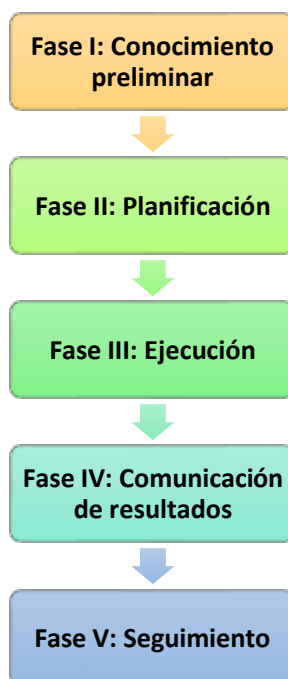 Fase I: Conocimiento
preliminar
Fase II: Planificación
Fase III: Ejecución
Fase IV: Comunicación
de resultados
Fase V: Seguimiento